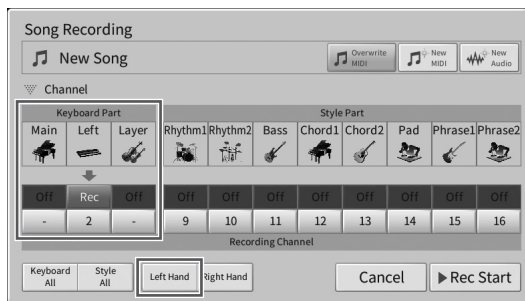 Song Recording
New Song
Overwrite
MIDI
New
MIDI
New
Audio
Channel
Keyboard Part
Style Part
Main Left Layer Rhythm1 Rhythm2 Bass Chord1 Chord2 Pad Phrase1 Phrase2
Off Rec Off Off Off Off Off Off Off Off Off
- 2 - 9 10 11 12 13 14 15 16
Recording Channel
Keyboard
All
Style
All
Left Hand
Right Hand
Cancel
Rec Start